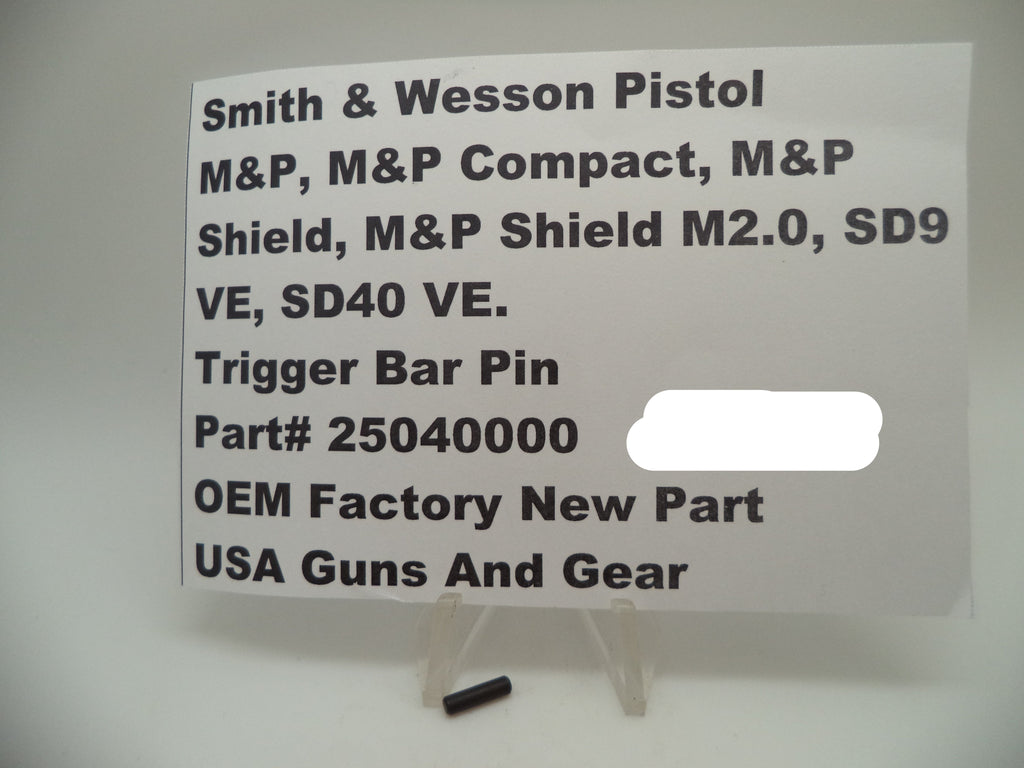 Smith & Wesson Pistol
M&P, M&P Compact, M&P
Shield, M&P Shield M2.0, SD9
VE, SD40 VE.
Trigger Bar Pin
Part# 25040000
OEM Factory New Part
USA Guns And Gear